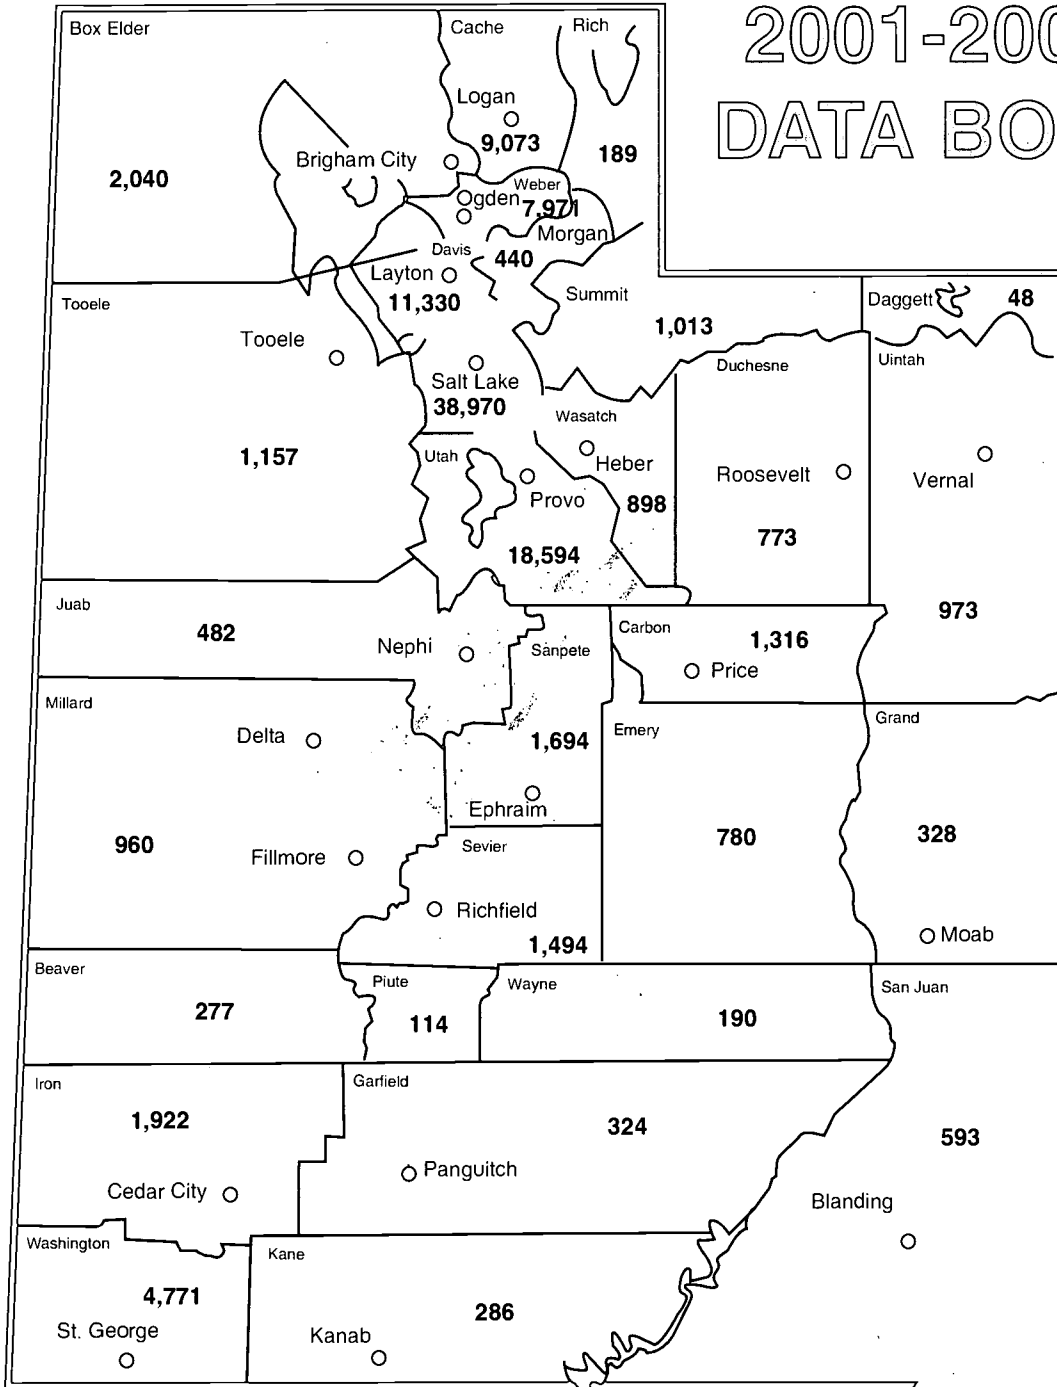 2001-200
DATA BO
Box Elder
Cache
Rich
Logan
9,073
189
Brigham City
2,040
Weber
Ogden
7,971
Morgan
Davis
440
Layton
11,330
Summit
1,013
Daggett
48
Tooele
Tooele
1,157
Salt Lake
38,970
Duchesne
Uintah
Wasatch
Utah
Heber
Roosevelt
Vernal
Provo
898
773
18,594
973
Juab
482
Nephi
Sanpete
Carbon
1,316
Price
Millard
Delta
1,694
Emery
Grand
Ephraim
960
Fillmore
Sevier
780
328
Richfield
1,494
Moab
Beaver
277
Piute
114
Wayne
190
San Juan
Iron
1,922
Garfield
324
593
Cedar City
Panguitch
Blanding
Washington
4,771
St. George
Kane
286
Kanab